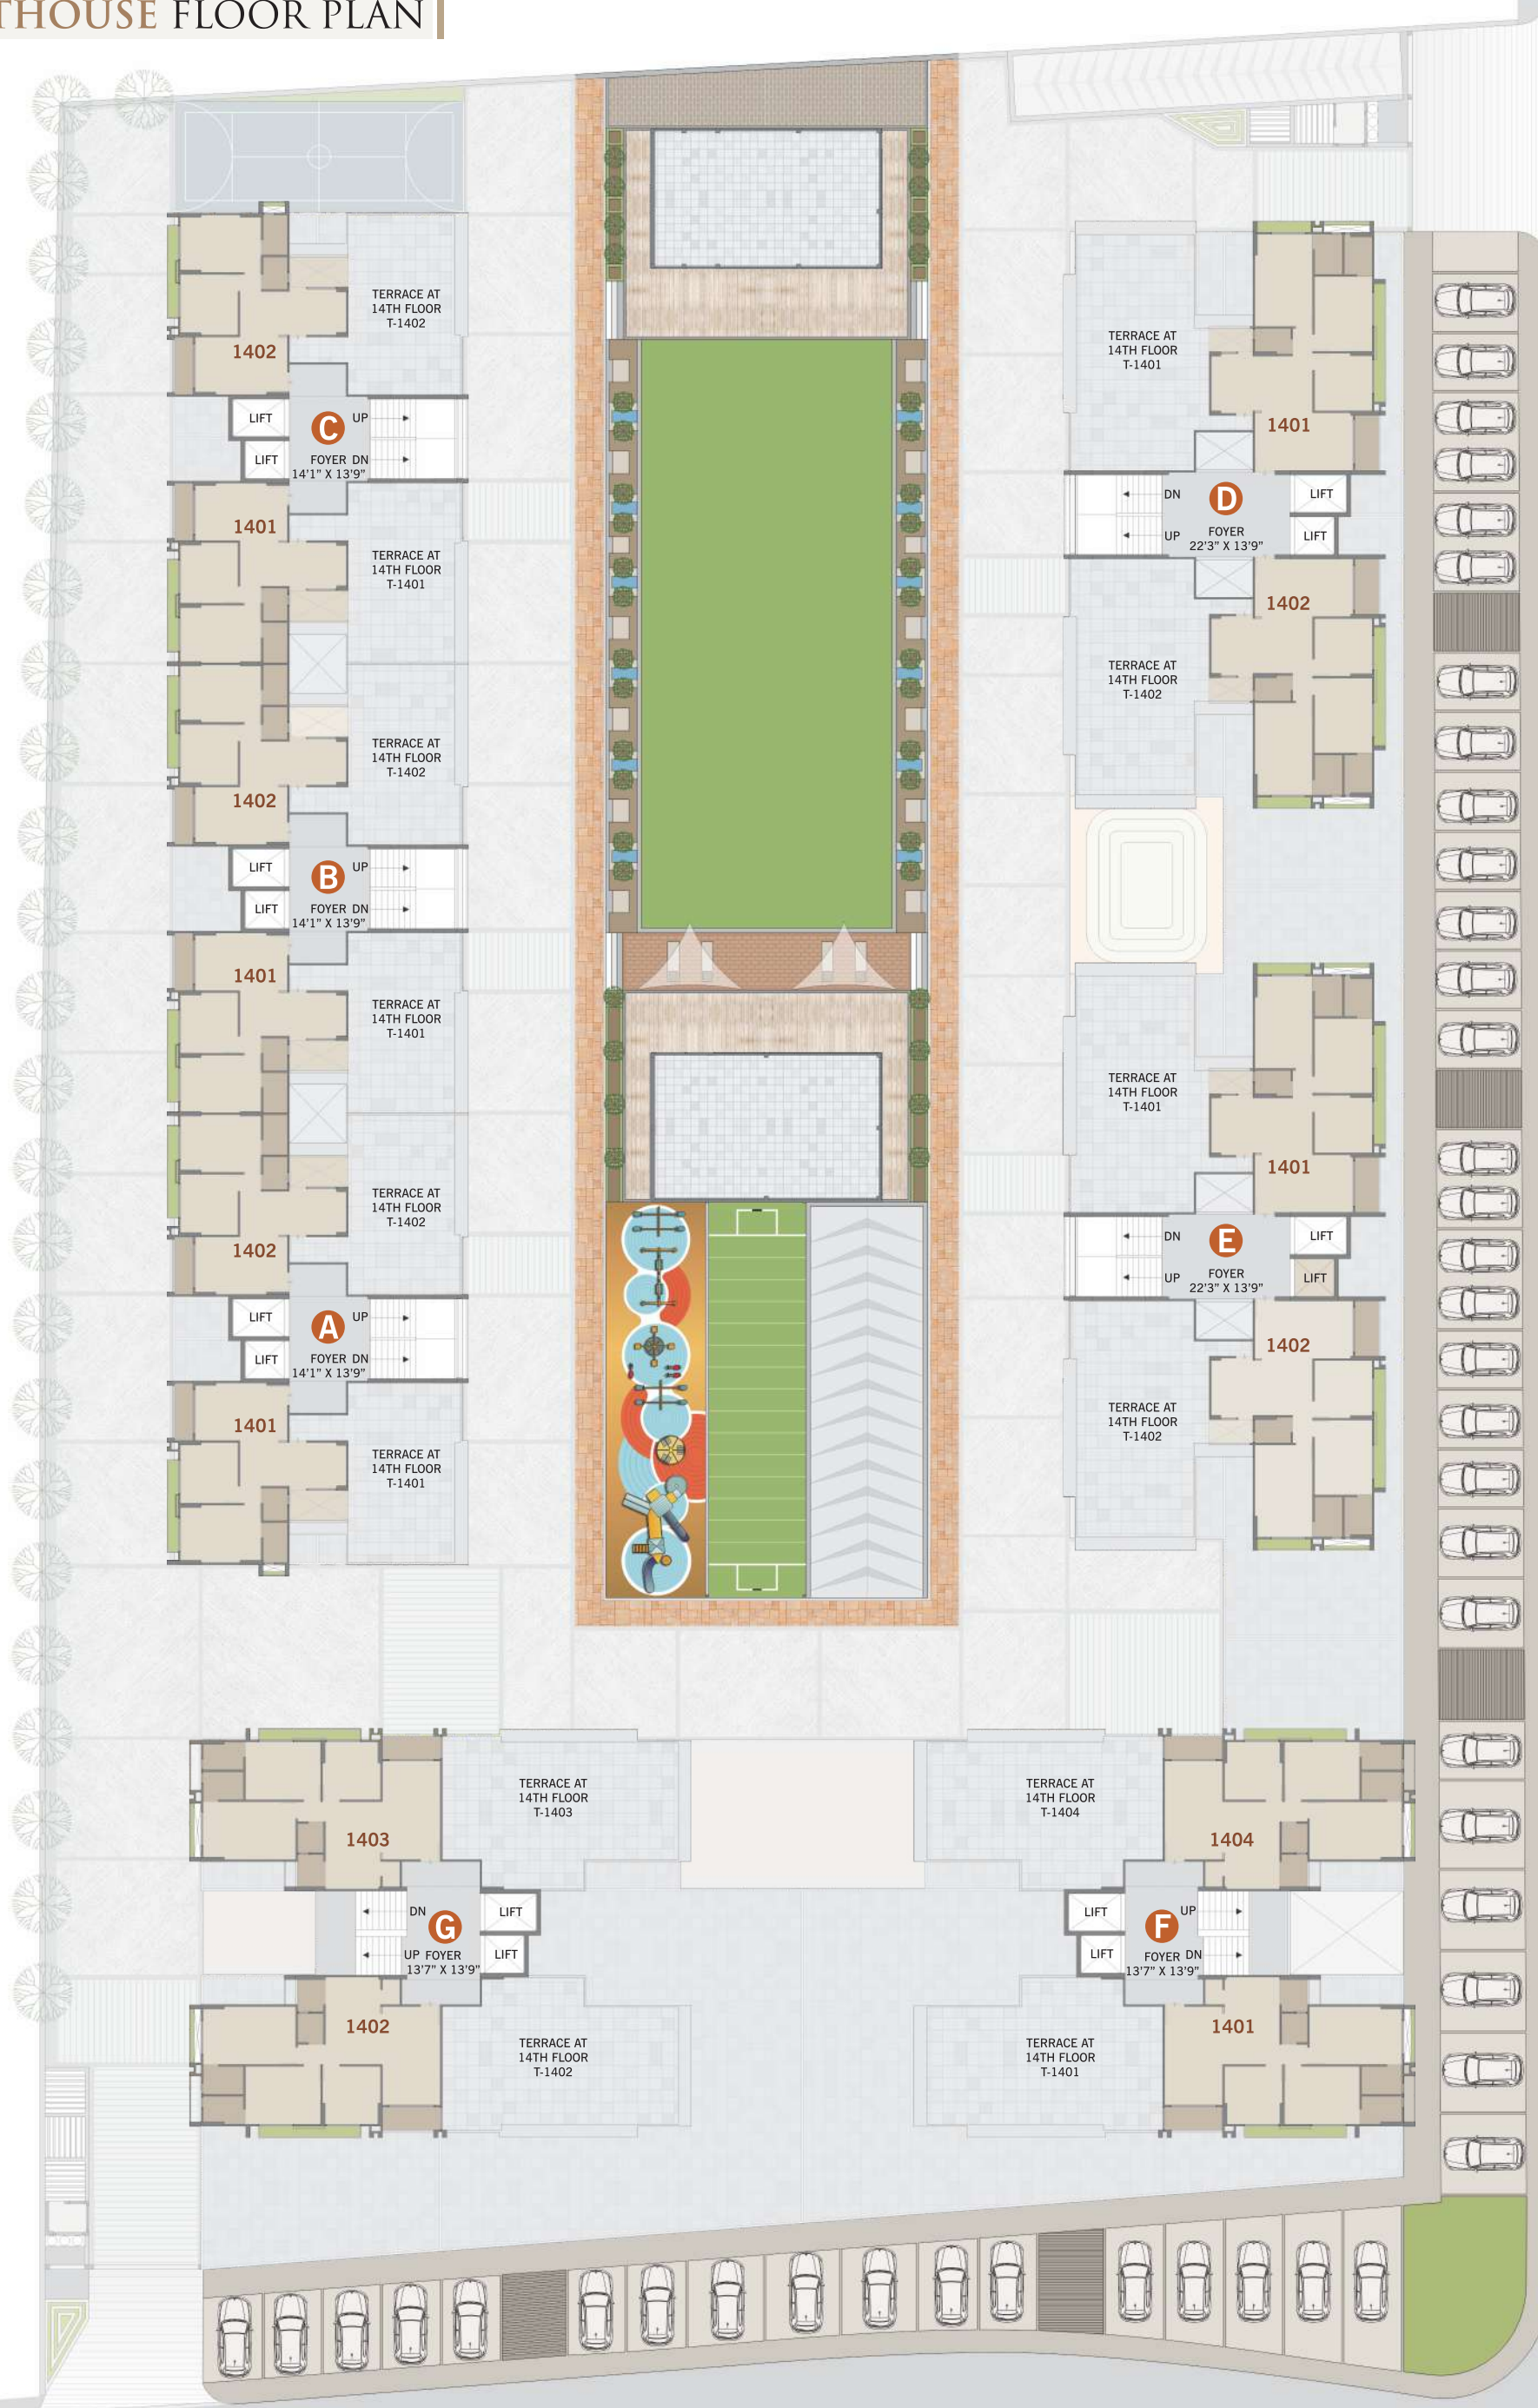 THOUSE FLOOR PLAN
TERRACE AT
14TH FLOOR
T-1402
1402
LIFT
C
UP
LIFT
FOYER DN
14'1" X 13'9"
1401
TERRACE AT
14TH FLOOR
T-1401
TERRACE AT
14TH FLOOR
T-1402
1402
LIFT
B
UP
LIFT
FOYER DN
14'1" X 13'9"
1401
TERRACE AT
14TH FLOOR
T-1401
TERRACE AT
14TH FLOOR
T-1402
1402
LIFT
A
UP
LIFT
FOYER DN
14'1" X 13'9"
1401
TERRACE AT
14TH FLOOR
T-1401
TERRACE AT
14TH FLOOR
T-1401
1401
DN
D
LIFT
UP
FOYER
22'3" X 13'9"
LIFT
1402
TERRACE AT
14TH FLOOR
T-1402
TERRACE AT
14TH FLOOR
T-1401
1401
DN
E
LIFT
UP
FOYER
22'3" X 13'9"
LIFT
1402
TERRACE AT
14TH FLOOR
T-1402
TERRACE AT
14TH FLOOR
T-1403
1403
DN
G
LIFT
UP FOYER
13'7" X 13'9"
LIFT
1402
TERRACE AT
14TH FLOOR
T-1402
TERRACE AT
14TH FLOOR
T-1404
1404
LIFT
F
UP
LIFT
FOYER DN
13'7" X 13'9"
1401
TERRACE AT
14TH FLOOR
T-1401